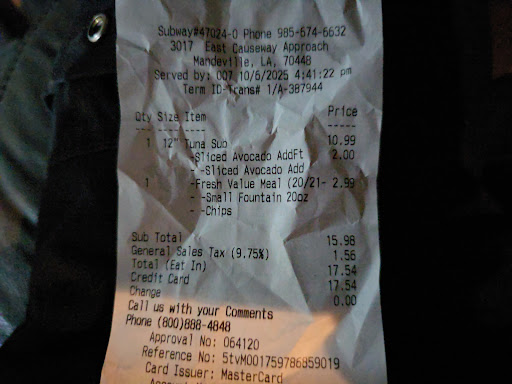 Subway#47024-0 Phone 985-674-6632
3017 East Causeway Approach
Mandeville, LA, 70448
Served by: 007 10/6/2025 4:41:22 pm
Term ID-Trans# 1/A-387944
Qty Size Item Price
--- ---- ---- -----
1 12" Tuna Sub 10.99
-Sliced Avocado AddFt 2.00
- -Sliced Avocado Add
1 -Fresh Value Meal (20/21- 2.99
- -Small Fountain 20oz
- -Chips
Sub Total 15.98
General Sales Tax (9.75%) 1.56
Total (Eat In) 17.54
Credit Card 17.54
Change 0.00
Call us with your Comments
Phone (800)888-4848
Approval No: 064120
Reference No: 5tvM001759786859019
Card Issuer: MasterCard